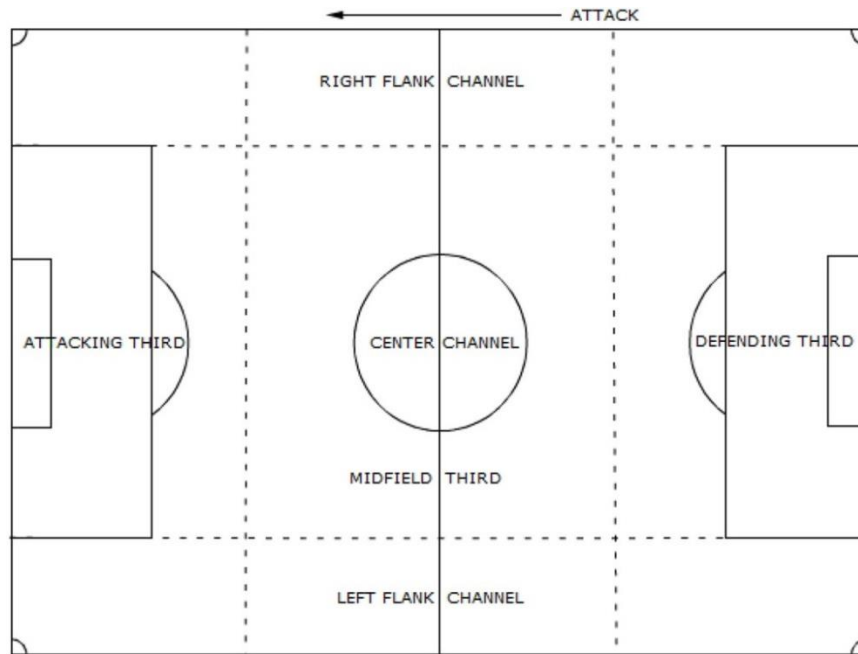 ATTACK
RIGHT FLANK CHANNEL
ATTACKING THIRD
CENTER CHANNEL
DEFENDING THIRD
MIDFIELD THIRD
LEFT FLANK CHANNEL